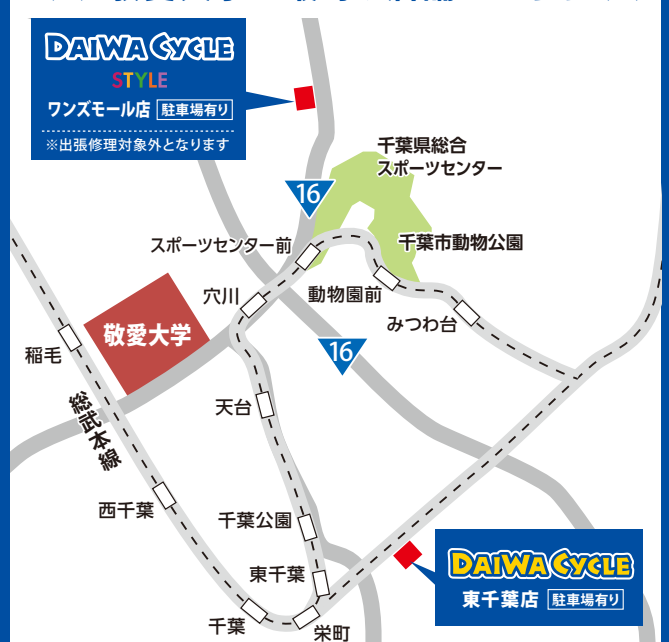 DAIWA CYCLE
STYLE
ワンズモール店 駐車場有り
※出張修理対象外となります
千葉県総合
スポーツセンター
16
スポーツセンター前
千葉市動物公園
穴川
動物園前
敬愛大学
みつわ台
稲毛
16
総武本線
天台
西千葉
千葉公園
DAIWA CYCLE
東千葉店 駐車場有り
東千葉
千葉
栄町